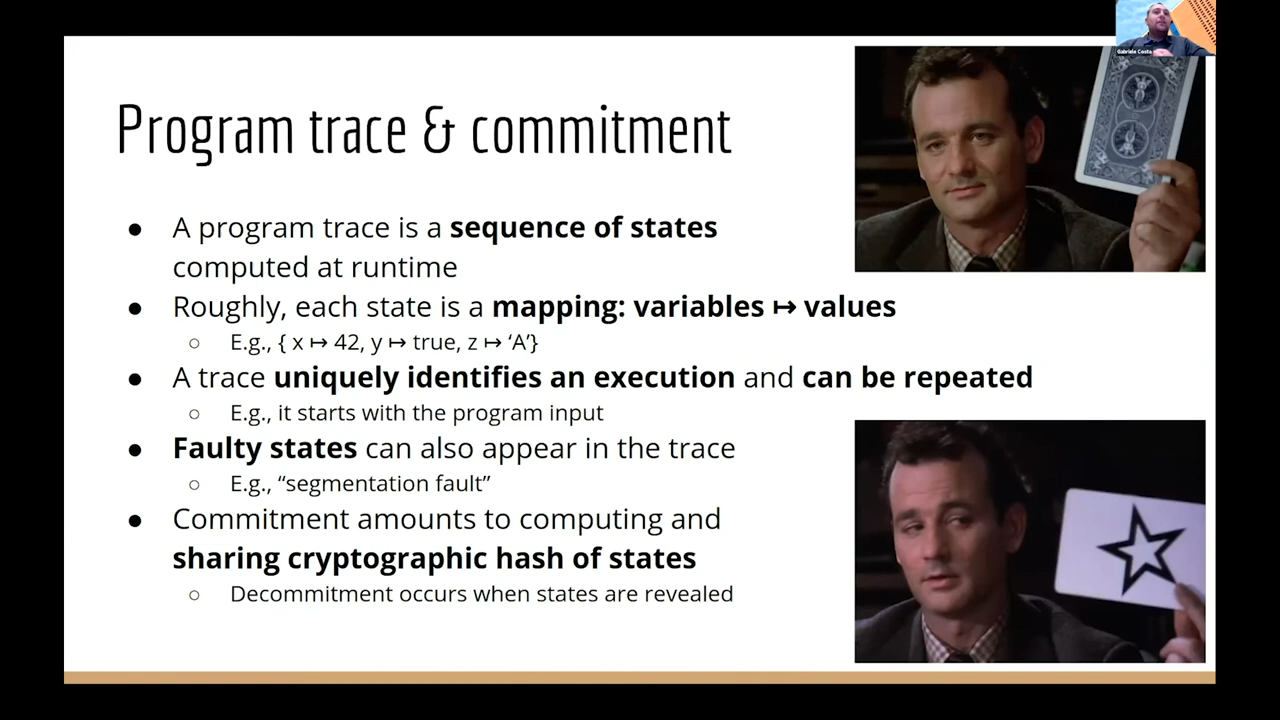 Gabriele Costa
Program trace & commitment
● A program trace is a sequence of states
computed at runtime
● Roughly, each state is a mapping: variables ↦ values
○ E.g., { x ↦ 42, y ↦ true, z ↦ ‘A’}
● A trace uniquely identifies an execution and can be repeated
○ E.g., it starts with the program input
● Faulty states can also appear in the trace
○ E.g., “segmentation fault”
● Commitment amounts to computing and
sharing cryptographic hash of states
○ Decommitment occurs when states are revealed